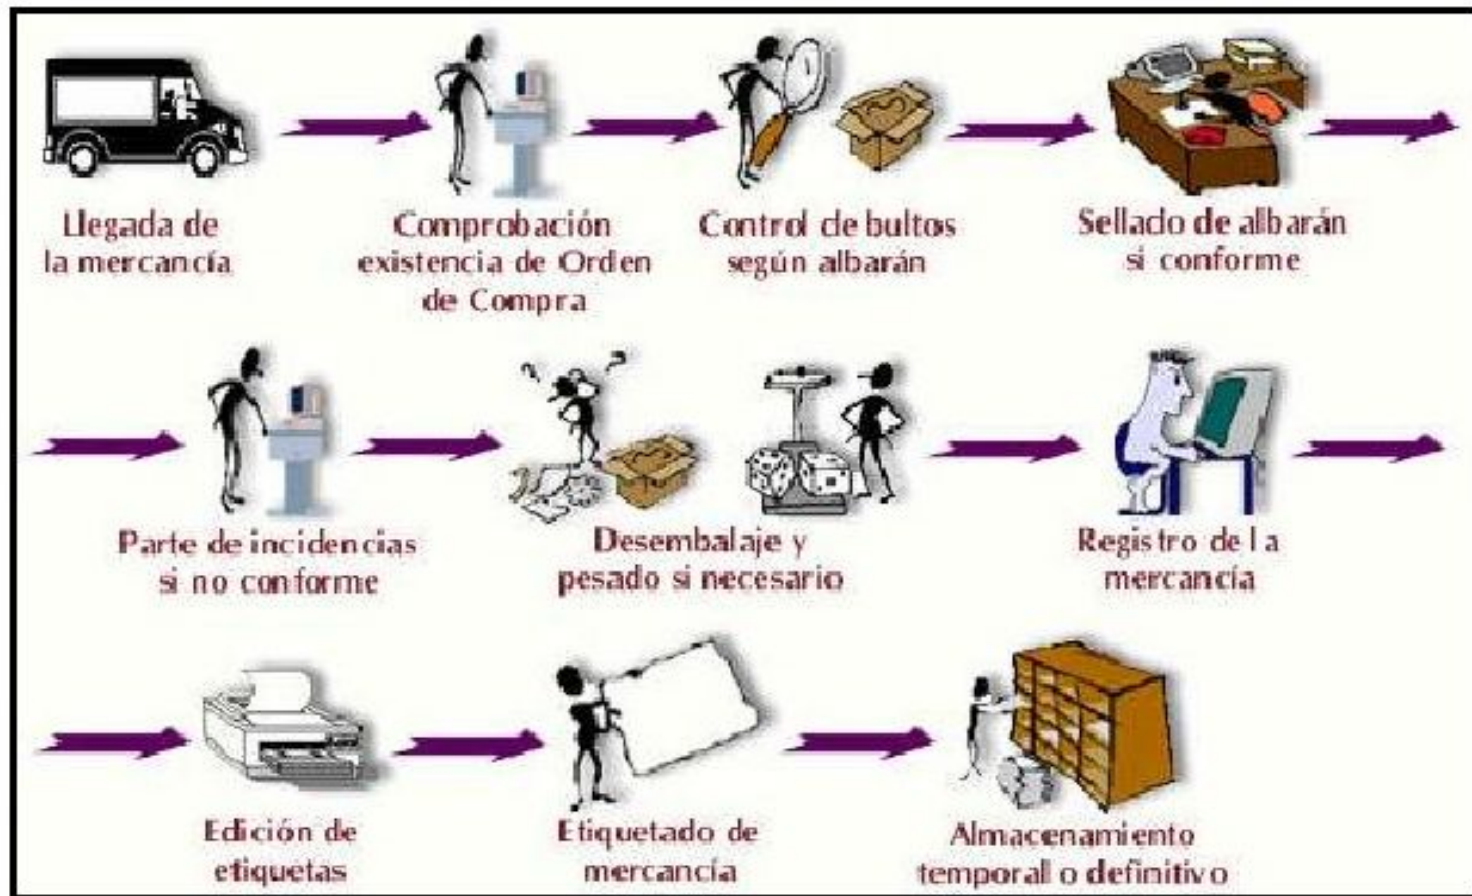 Llegada de
la mercancía
Comprobación
existencia de Orden
de Compra
Control de bultos
según albarán
Sellado de albarán
si conforme
Parte de incidencias
si no conforme
Desembalaje y
pesado si necesario
Registro de la
mercancía
Edición de
etiquetas
Etiquetado de
mercancía
Almacenamiento
temporal o definitivo